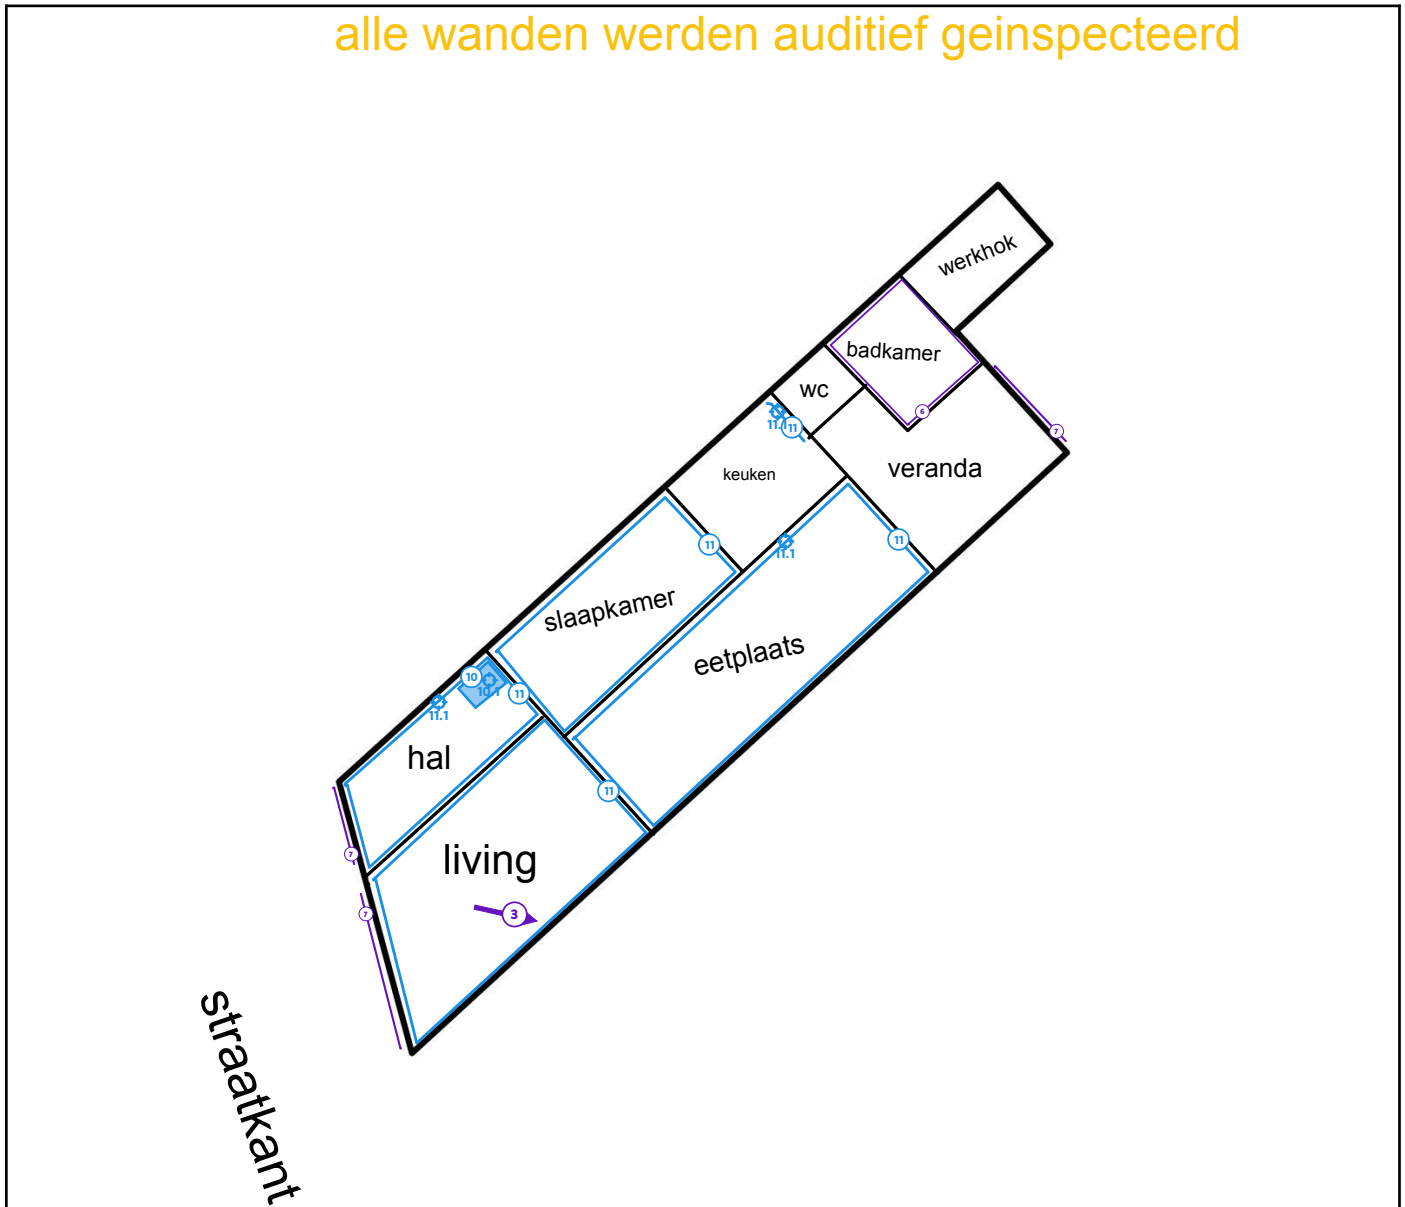 alle wanden werden auditief geinspecteerd
werkhok
badkamer
wc
6
7
11.1
11
keuken
veranda
11
11.1
11
slaapkamer
eetplaats
10
10.1
11
11.1
hal
11
living
7
3
7
straatkant